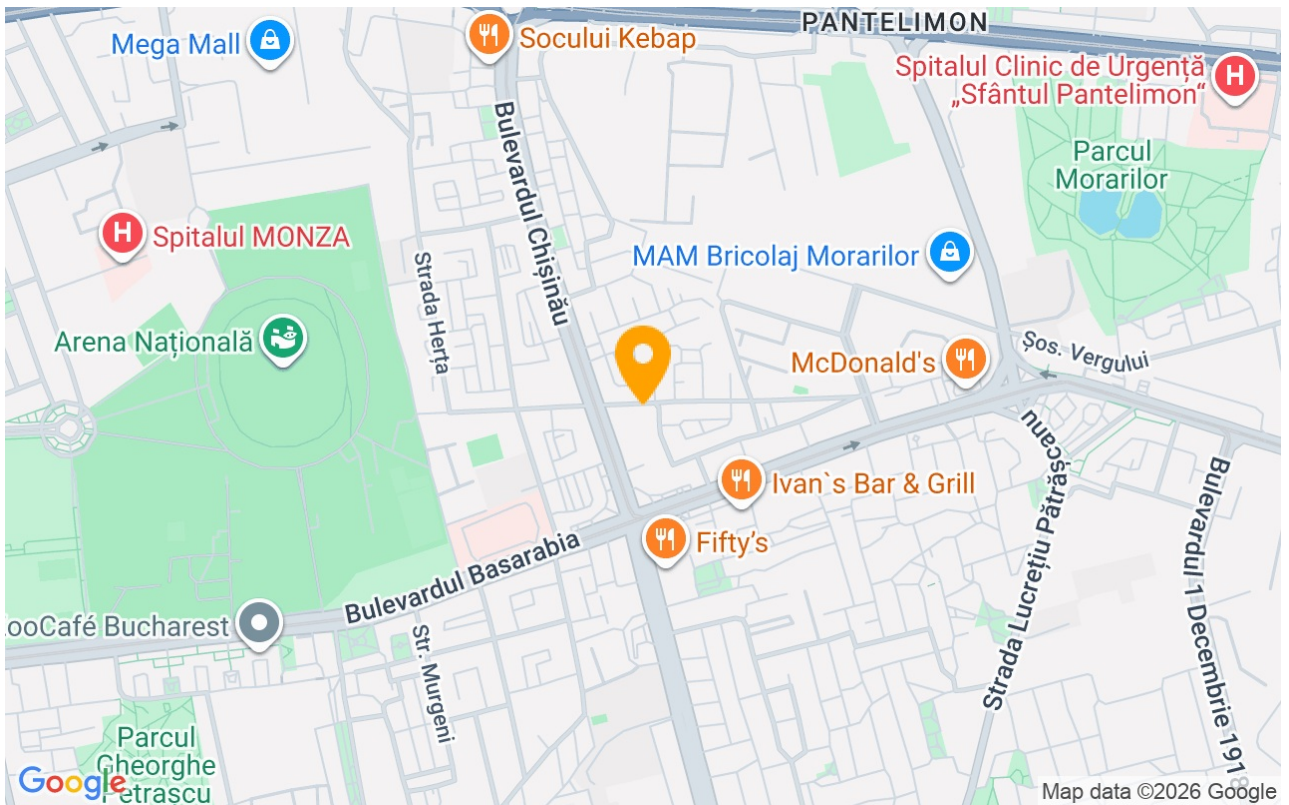 PANTELIMON
Mega Mall
Socului Kebap
Spitalul Clinic de Urgență
„Sfântul Pantelimon“
Bulevardul Chișinău
Parcul
Morarilor
Spitalul MONZA
MAM Bricolaj Morarilor
Strada Herța
Arena Națională
Șos. Vergului
McDonald's
Strada Lucrețiu Pătrășcanu
Ivan`s Bar & Grill
Bulevardul 1 Decembrie 1918
Fifty’s
Bulevardul Basarabia
ooCafé Bucharest
Str. Murgeni
Parcul
Gheorghe
Petrașcu
Google
Map data ©2026 Google